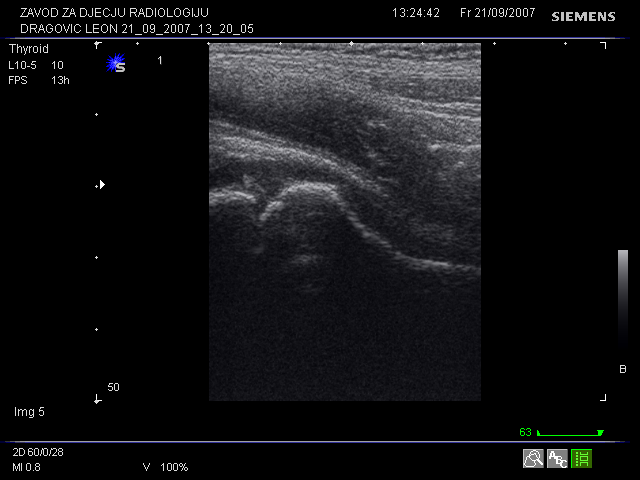 ZAVOD ZA DJECJU RADIOLOGIJU 13:24:42 Fr 21/09/2007 SIEMENS
DRAGOVIC LEON 21_09_2007_13_20_05
Thyroid
L10-5 10
FPS 13h
S
1
50
B
Img 5
63
2D 60/0/28
MI 0.8 V 100%
ABC